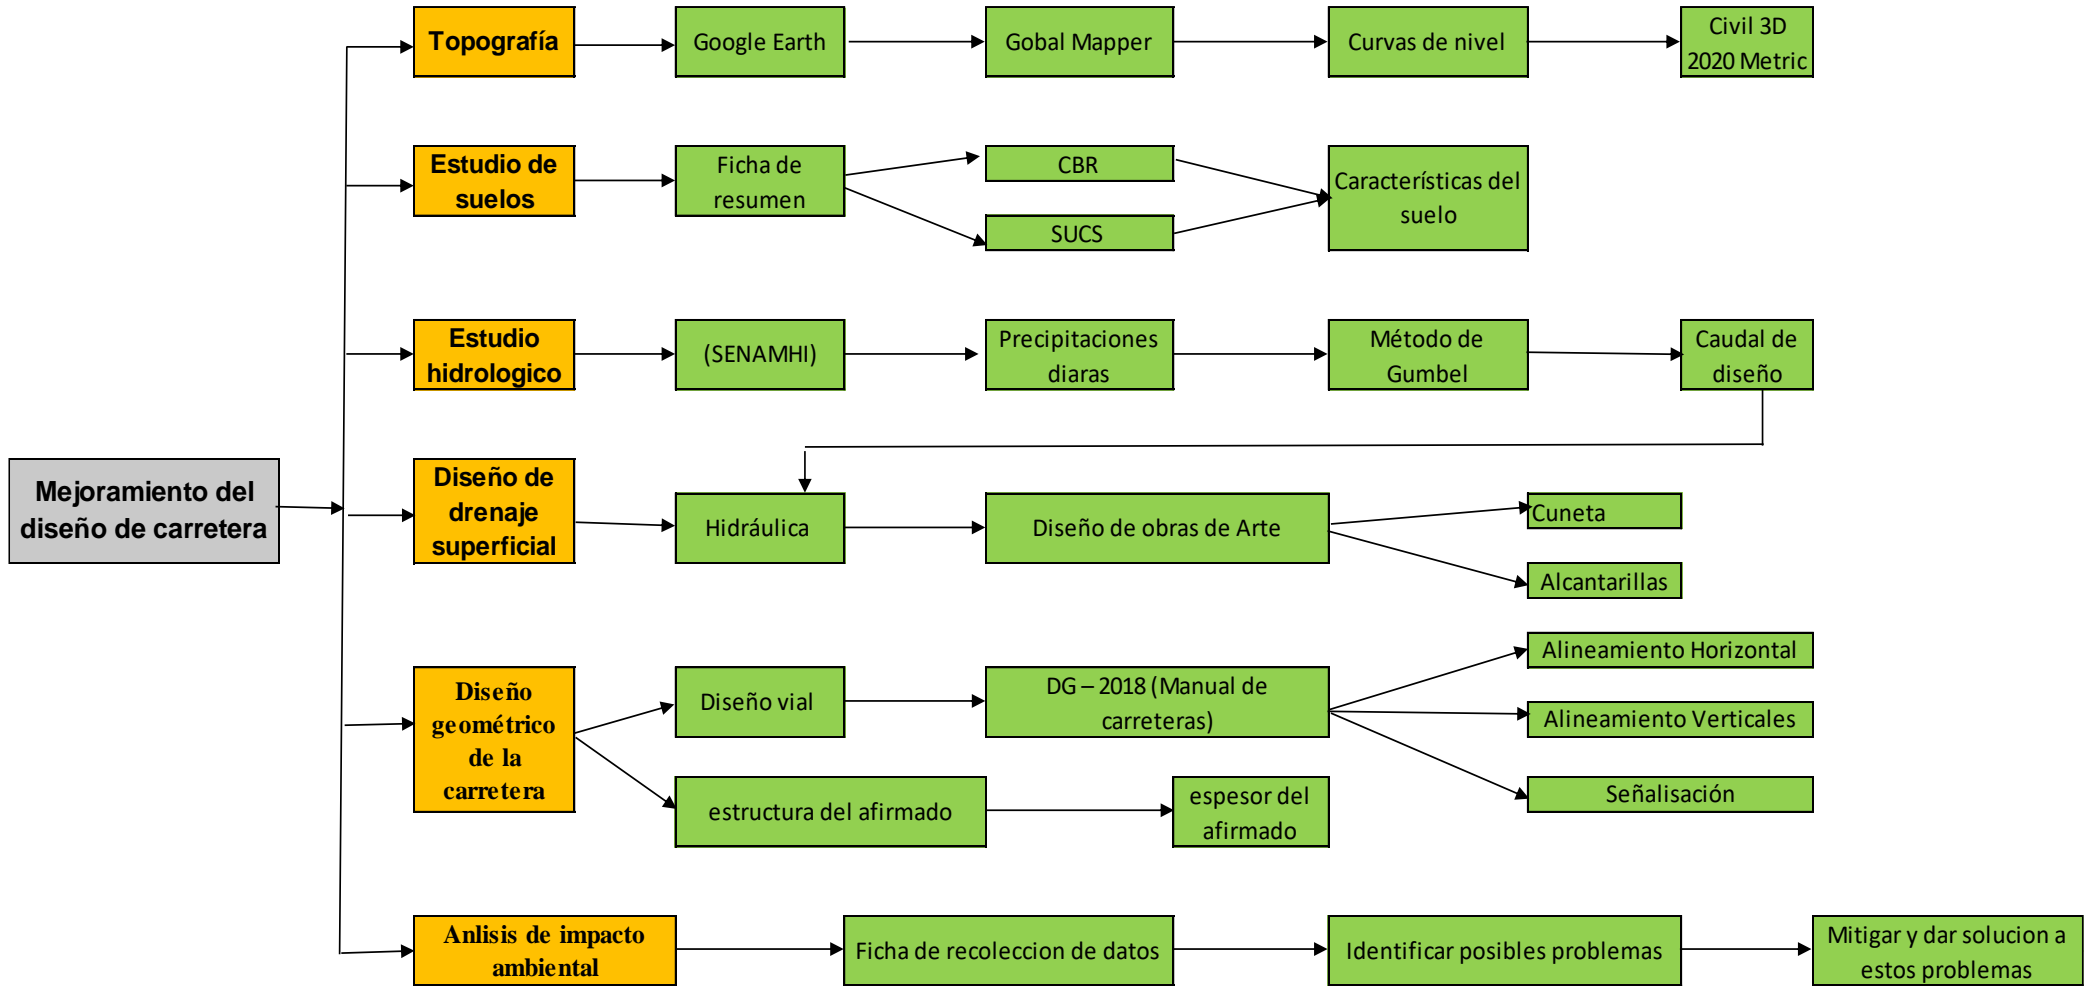 Topografía
Google Earth
Gobal Mapper
Curvas de nivel
Civil 3D
2020 Metric
Estudio de
suelos
Ficha de
resumen
CBR
SUCS
Características del
suelo
Estudio
hidrologico
(SENAMHI)
Precipitaciones
diaras
Método de
Gumbel
Caudal de
diseño
Mejoramiento del
diseño de carretera
Diseño de
drenaje
superficial
Hidráulica
Diseño de obras de Arte
Cuneta
Alcantarillas
Diseño
geométrico
de la
carretera
Diseño vial
DG – 2018 (Manual de
carreteras)
Alineamiento Horizontal
Alineamiento Verticales
Señalisación
estructura del afirmado
espesor del
afirmado
Anlisis de impacto
ambiental
Ficha de recoleccion de datos
Identificar posibles problemas
Mitigar y dar solucion a
estos problemas